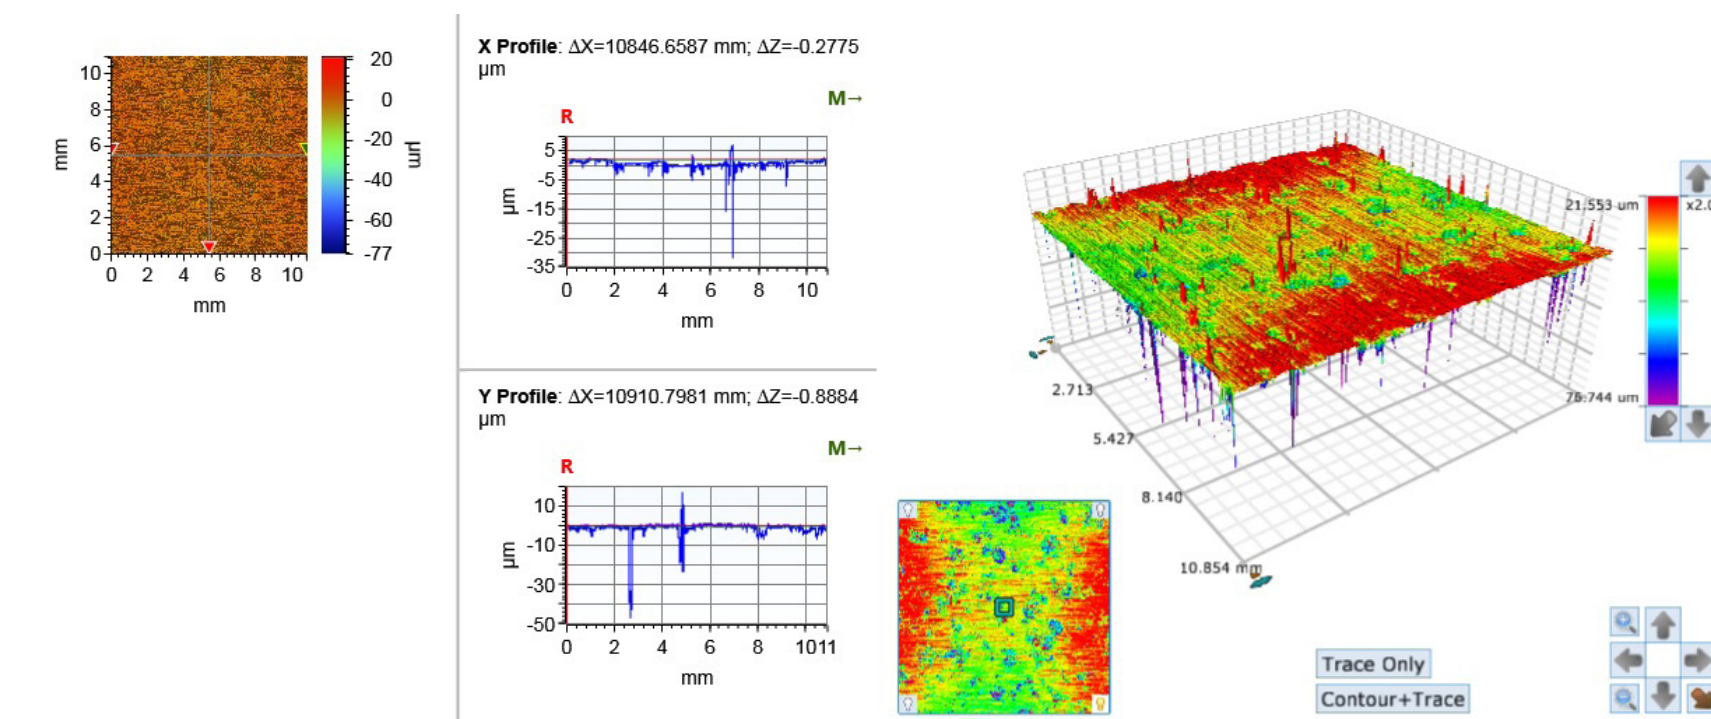 10
8
6
4
2
0
mm
0 2 4 6 8 10
mm
20
0
-20
-40
-60
-77
µm
X Profile: ΔX=10846.6587 mm; ΔZ=-0.2775
µm
M→
R
5
-5
-15
-25
-35
µm
0 2 4 6 8 10
mm
Y Profile: ΔX=10910.7981 mm; ΔZ=-0.8884
µm
M→
R
10
-10
-30
-50
µm
0 2 4 6 8 1011
mm
2.713
5.427
8.140
10.854 mm
21.553 um
x2.0
76.744 um
Trace Only
Contour+Trace